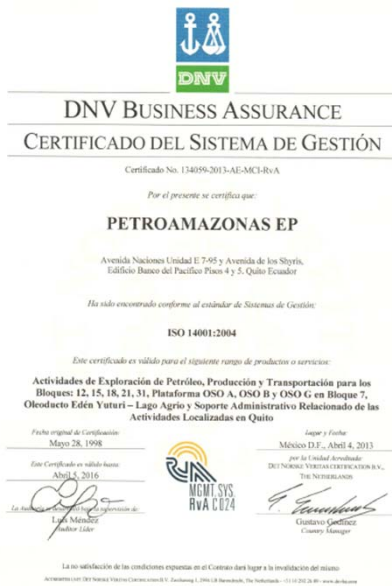 DNV
DNV BUSINESS ASSURANCE
CERTIFICADO DEL SISTEMA DE GESTIÓN
Certificado No. 134059-2013-AE-MCI-RvA
Por el presente se certifica que:
PETROAMAZONAS EP
Avenida Naciones Unidad E 7-95 y Avenida de los Shyris,
Edificio Banco del Pacífico Pisos 4 y 5, Quito Ecuador
Ha sido encontrado conforme al estándar de Sistemas de Gestión:
ISO 14001:2004
Este certificado es válido para el siguiente rango de productos o servicios:
Actividades de Exploración de Petróleo, Producción y Transportación para los
Bloques: 12, 15, 18, 21, 31, Plataforma OSO A, OSO B y OSO G en Bloque 7,
Oleoducto Edén Yuturi – Lago Agrio y Soporte Administrativo Relacionado de las
Actividades Localizadas en Quito
Fecha original de Certificación:
Mayo 28, 1998
Lugar y Fecha
México D.F., Abril 4, 2013
Este Certificado es válido hasta:
Abril 5, 2016
por la Unidad Acreditada
DET NORSKE VERITAS CERTIFICATION B.V.,
THE NETHERLANDS
MGMT. SYS.
RvA C024
La Auditoría se desarrolló bajo la supervisión de
Luis Méndez
Auditor Líder
Gustavo Godínez
Country Manager
La no satisfacción de las condiciones expuestas en el Contrato dará lugar a la invalidación del mismo